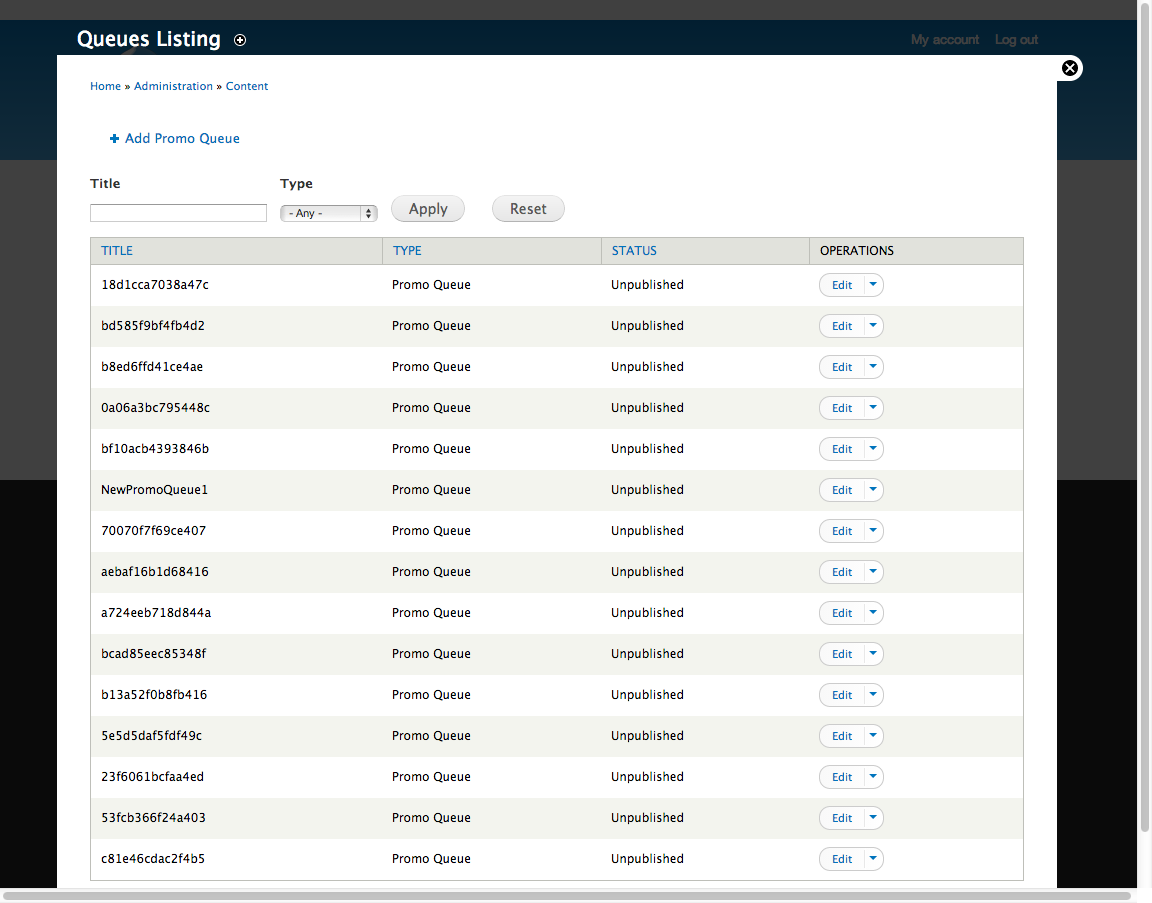 Queues Listing
My account Log out
Home » Administration » Content
Add Promo Queue
Title Type
- Any - Apply Reset
TITLE TYPE STATUS OPERATIONS
18d1cca7038a47c Promo Queue Unpublished Edit
bd585f9bf4fb4d2 Promo Queue Unpublished Edit
b8ed6ffd41ce4ae Promo Queue Unpublished Edit
0a06a3bc795448c Promo Queue Unpublished Edit
bf10acb4393846b Promo Queue Unpublished Edit
NewPromoQueue1 Promo Queue Unpublished Edit
70070f7f69ce407 Promo Queue Unpublished Edit
aebaf16b1d68416 Promo Queue Unpublished Edit
a724eeb718d844a Promo Queue Unpublished Edit
bcad85eec85348f Promo Queue Unpublished Edit
b13a52f0b8fb416 Promo Queue Unpublished Edit
5e5d5daf5fdf49c Promo Queue Unpublished Edit
23f6061bcfaa4ed Promo Queue Unpublished Edit
53fcb366f24a403 Promo Queue Unpublished Edit
c81e46cdac2f4b5 Promo Queue Unpublished Edit